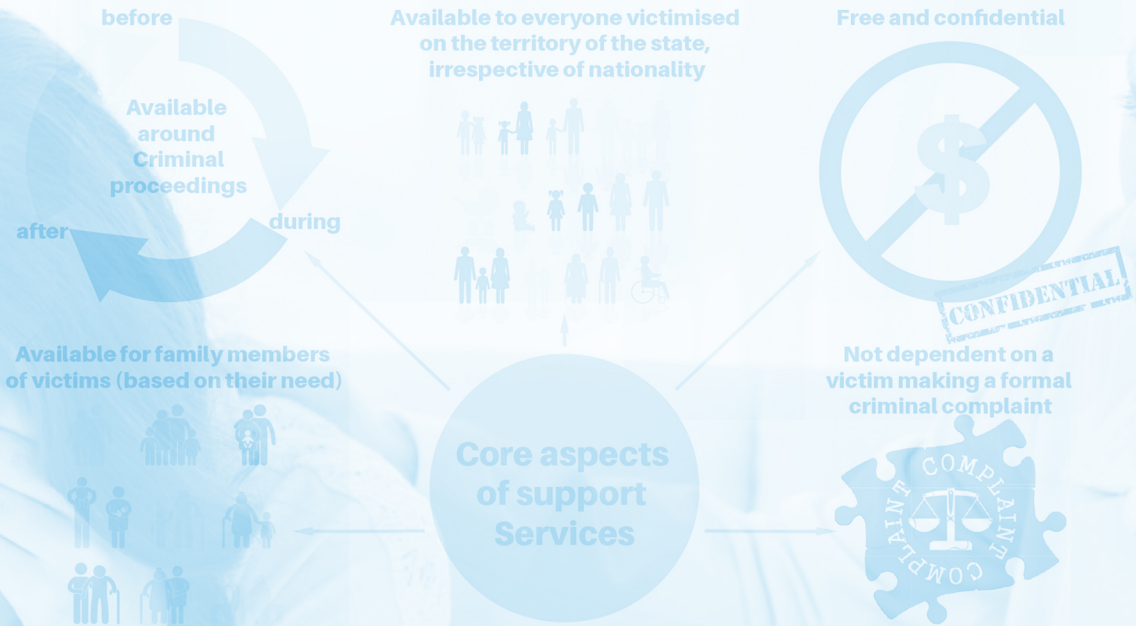 before
Available
around
Criminal
proceedings
during
after
Available to everyone victimised
on the territory of the state,
irrespective of nationality
Free and confidential
$
CONFIDENTIAL
Available for family members
of victims (based on their need)
Core aspects
of support
Services
Not dependent on a
victim making a formal
criminal complaint
COMPLAINT
COMPLAINT